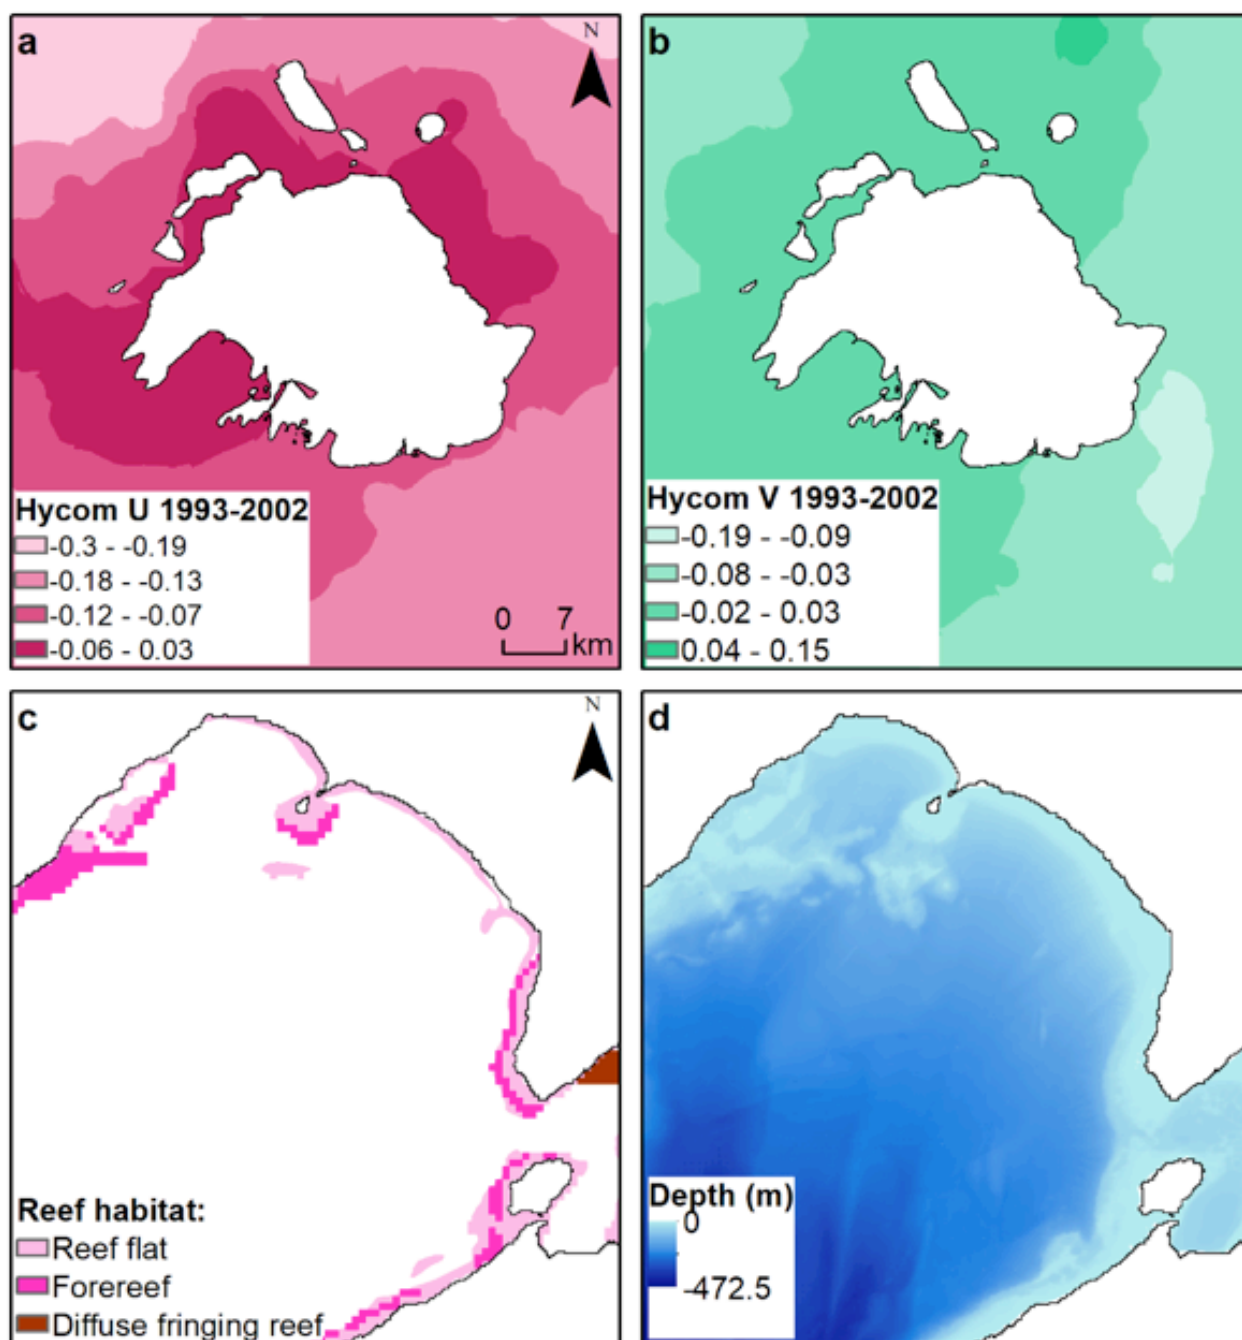 a
N
Hycom U 1993-2002
-0.3 - -0.19
-0.18 - -0.13
-0.12 - -0.07
-0.06 - 0.03
0 7
km
b
Hycom V 1993-2002
-0.19 - -0.09
-0.08 - -0.03
-0.02 - 0.03
0.04 - 0.15
c
N
Reef habitat:
Reef flat
Forereef
Diffuse fringing reef
d
Depth (m)
0
-472.5